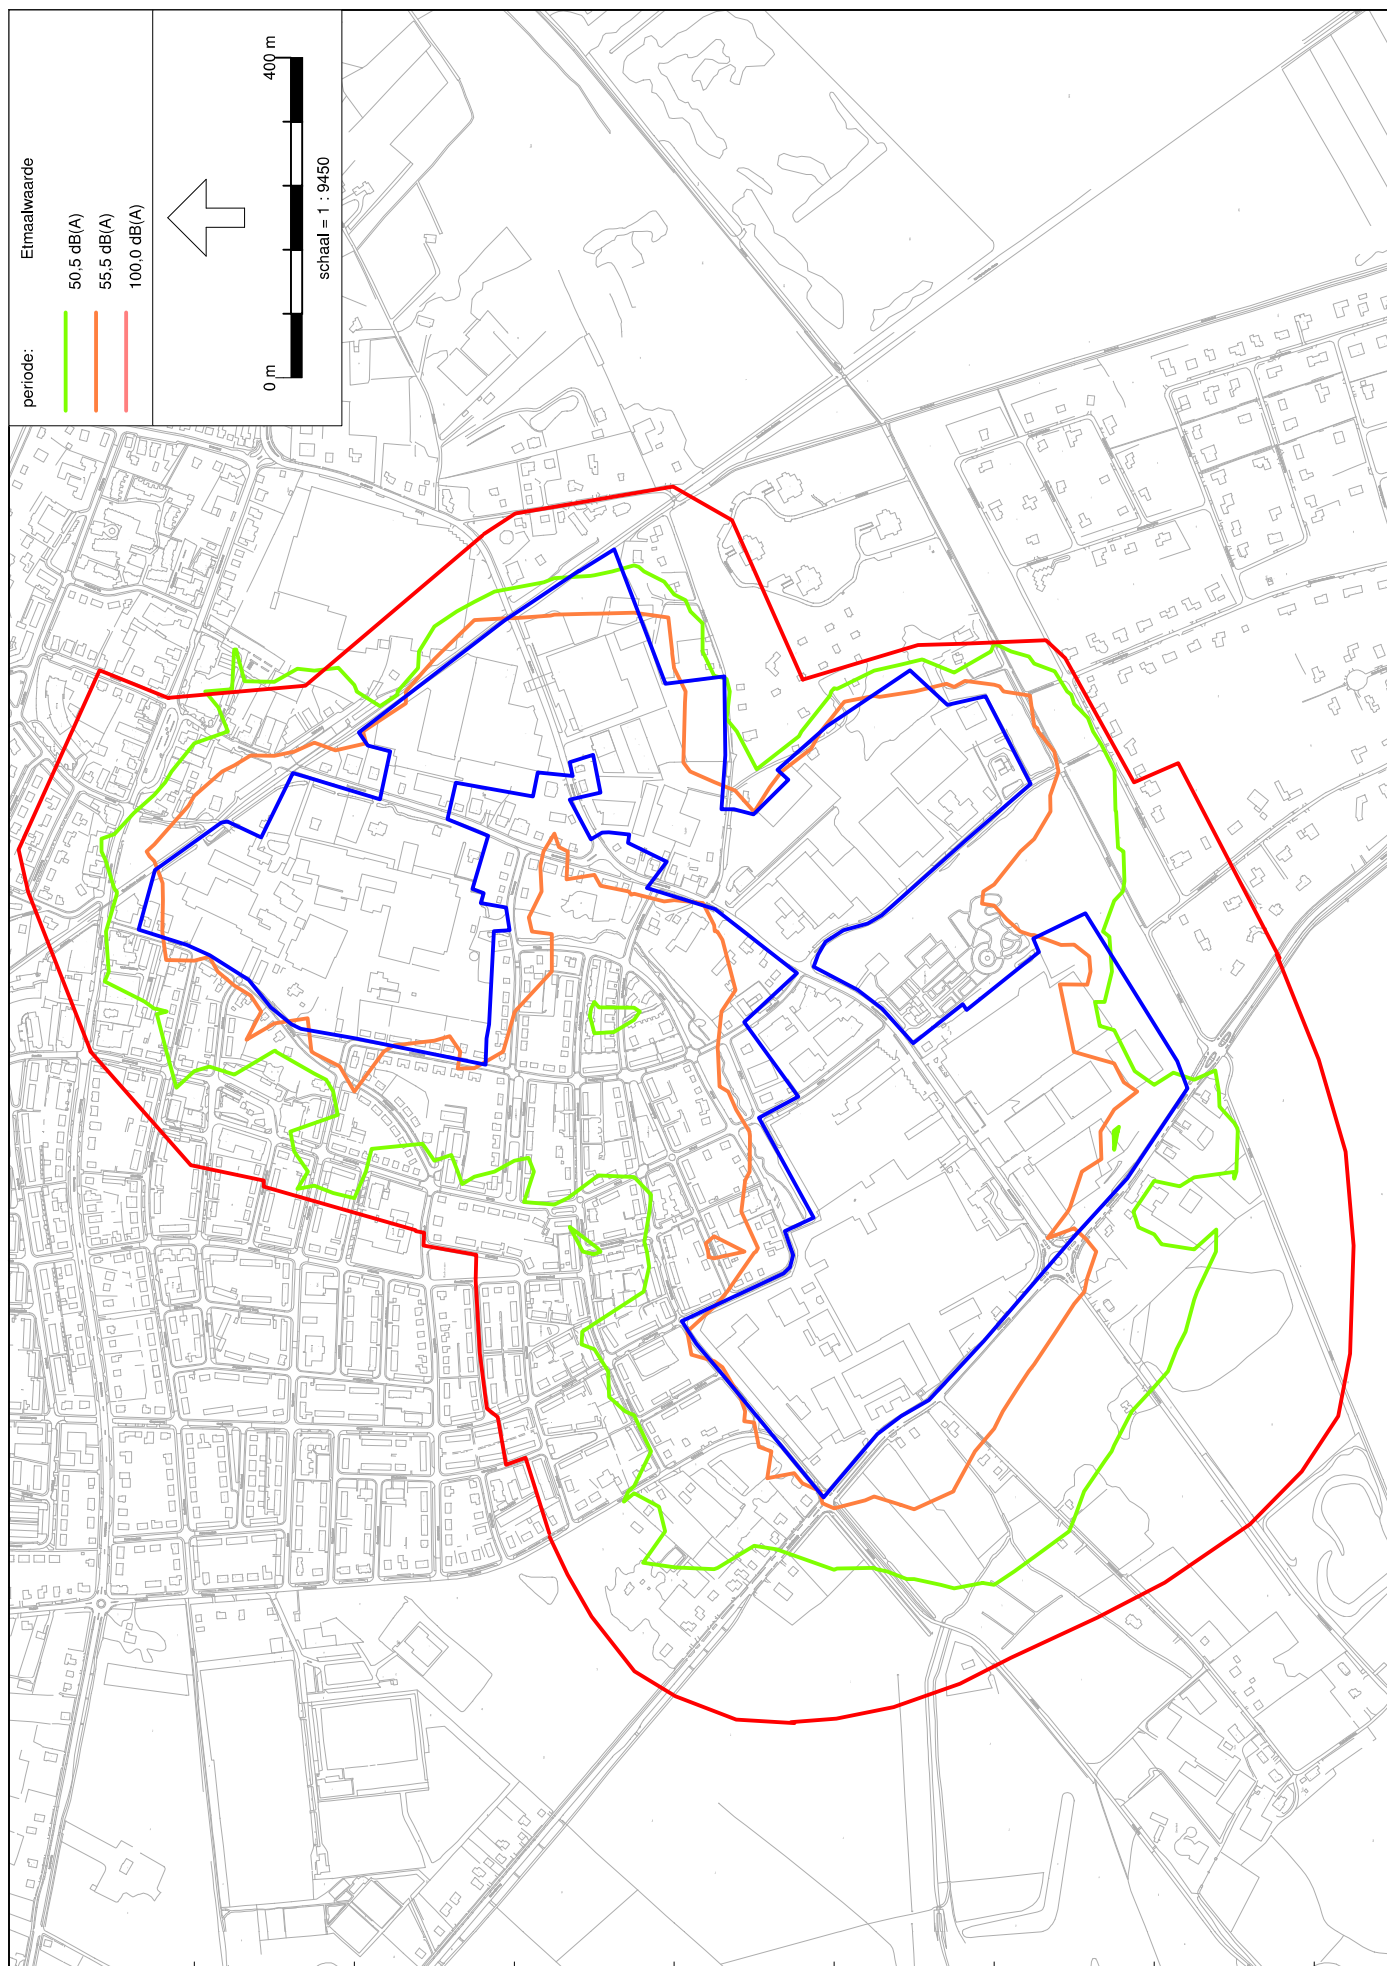 periode: Etmaalwaarde
50,5 dB(A)
55,5 dB(A)
100,0 dB(A)
0 m 400 m
schaal = 1 : 9450